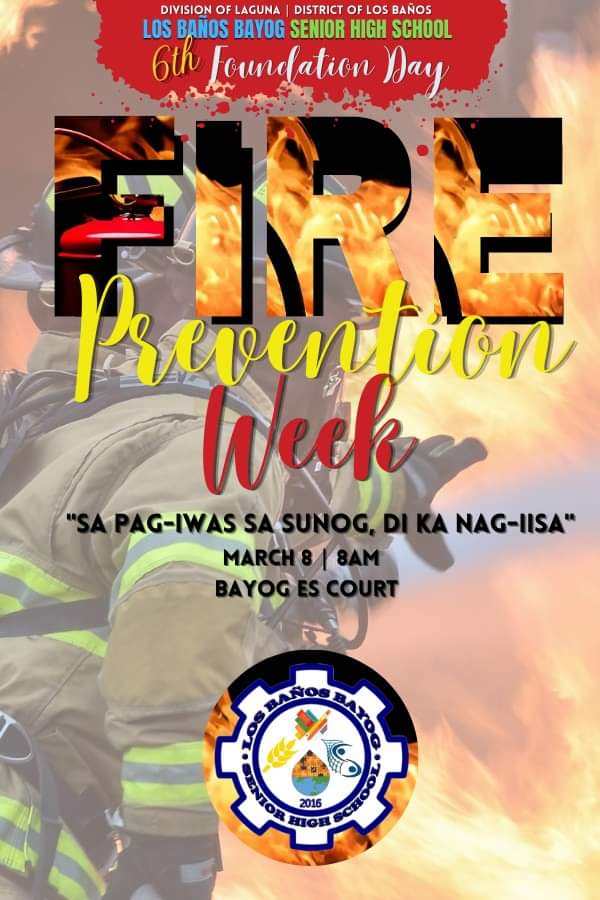 DIVISION OF LAGUNA | DISTRICT OF LOS BAÑOS
LOS BAÑOS BAYOG SENIOR HIGH SCHOOL
6th Foundation Day
FIRE
Prevention
Week
"SA PAG-IWAS SA SUNOG, DI KA NAG-IISA"
MARCH 8 | 8AM
BAYOG ES COURT
LOS BAÑOS BAYOG
2016
SENIOR HIGH SCHOOL